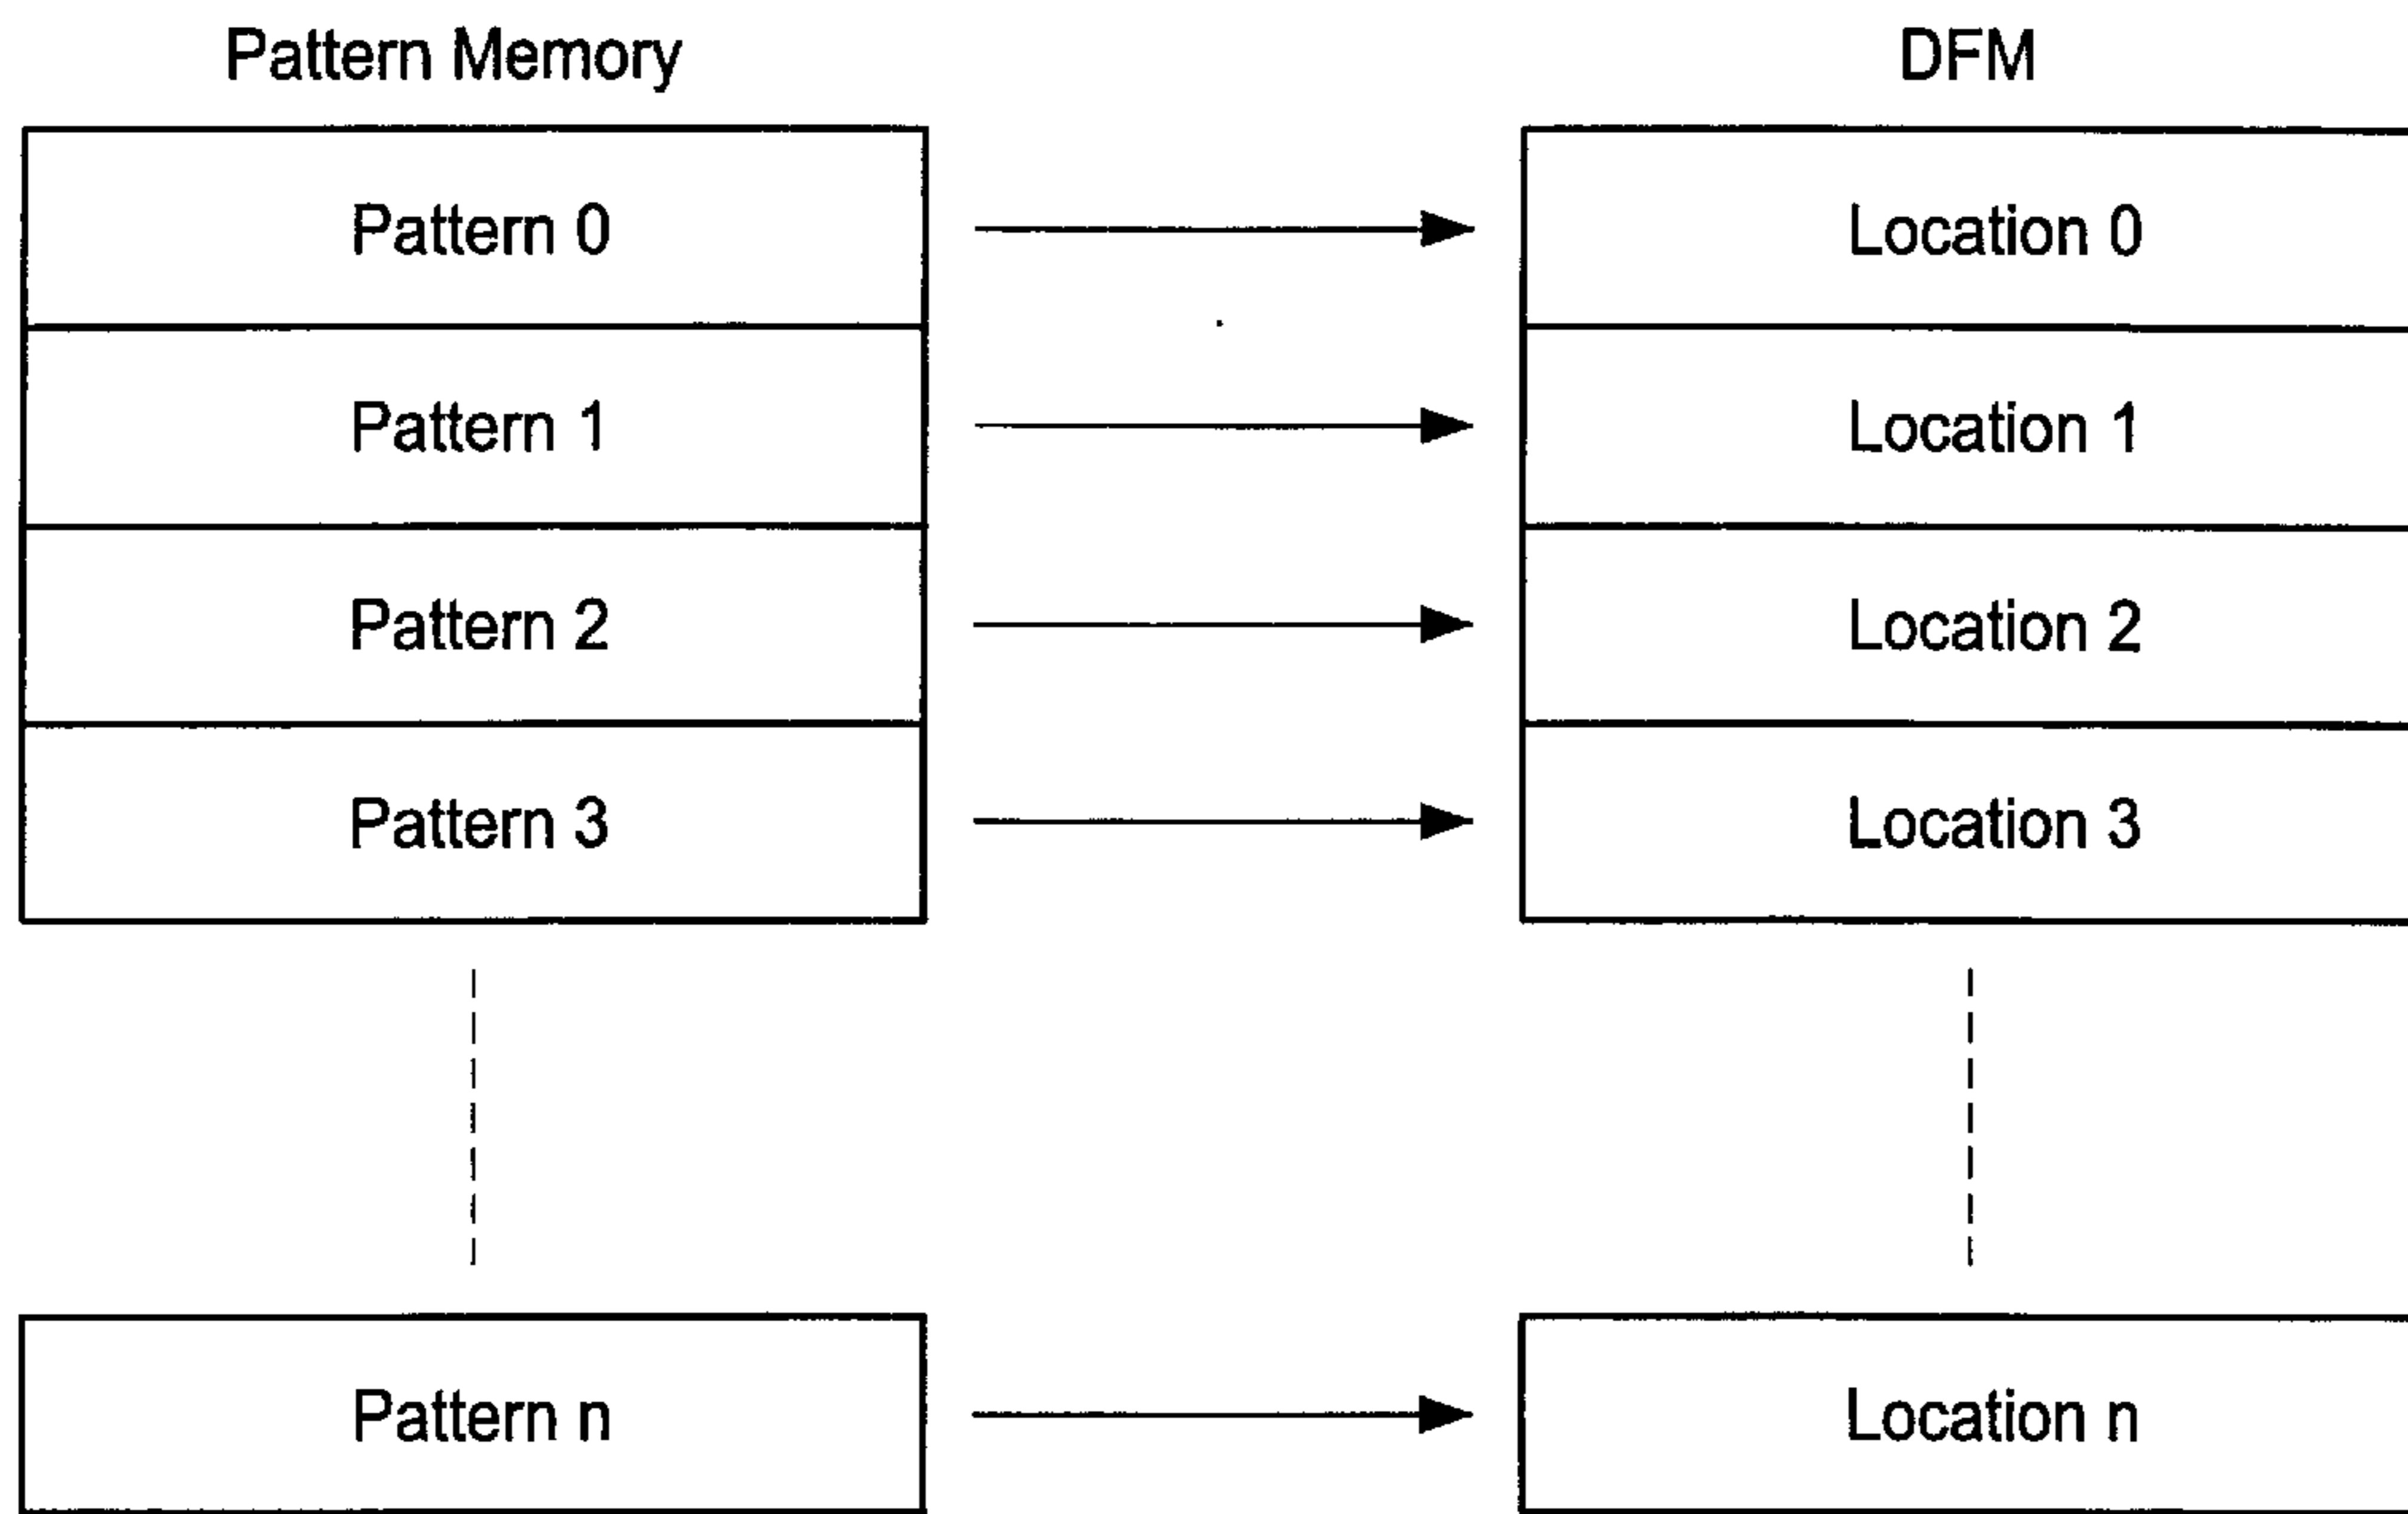 Pattern Memory DFM
Pattern 0 Location 0
Pattern 1 Location 1
Pattern 2 Location 2
Pattern 3 Location 3
Pattern n Location n